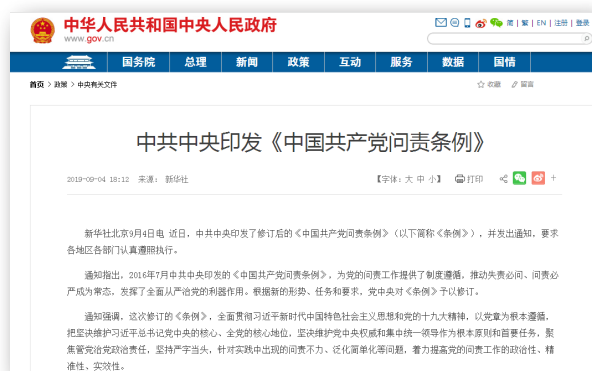 中华人民共和国中央人民政府
www.gov.cn
简 | 繁 | EN | 注册 | 登录
国务院 总理 新闻 政策 互动 服务 数据 国情
首页 > 政策 > 中央有关文件
收藏 留言
中共中央印发《中国共产党问责条例》
2019-09-04 18:12 来源： 新华社
【字体：大 中 小】 打印
新华社北京9月4日电 近日，中共中央印发了修订后的《中国共产党问责条例》（以下简称《条例》），并发出通知，要求
各地区各部门认真遵照执行。
通知指出，2016年7月中共中央印发的《中国共产党问责条例》，为党的问责工作提供了制度遵循，推动失责必问、问责必
严成为常态，发挥了全面从严治党的利器作用。根据新的形势、任务和要求，党中央对《条例》予以修订。
通知强调，这次修订的《条例》，全面贯彻习近平新时代中国特色社会主义思想和党的十九大精神，以党章为根本遵循，
把坚决维护习近平总书记党中央的核心、全党的核心地位，坚决维护党中央权威和集中统一领导作为根本原则和首要任务，聚
焦管党治党政治责任，坚持严字当头，针对实践中出现的问责不力、泛化简单化等问题，着力提高党的问责工作的政治性、精
准性、实效性。